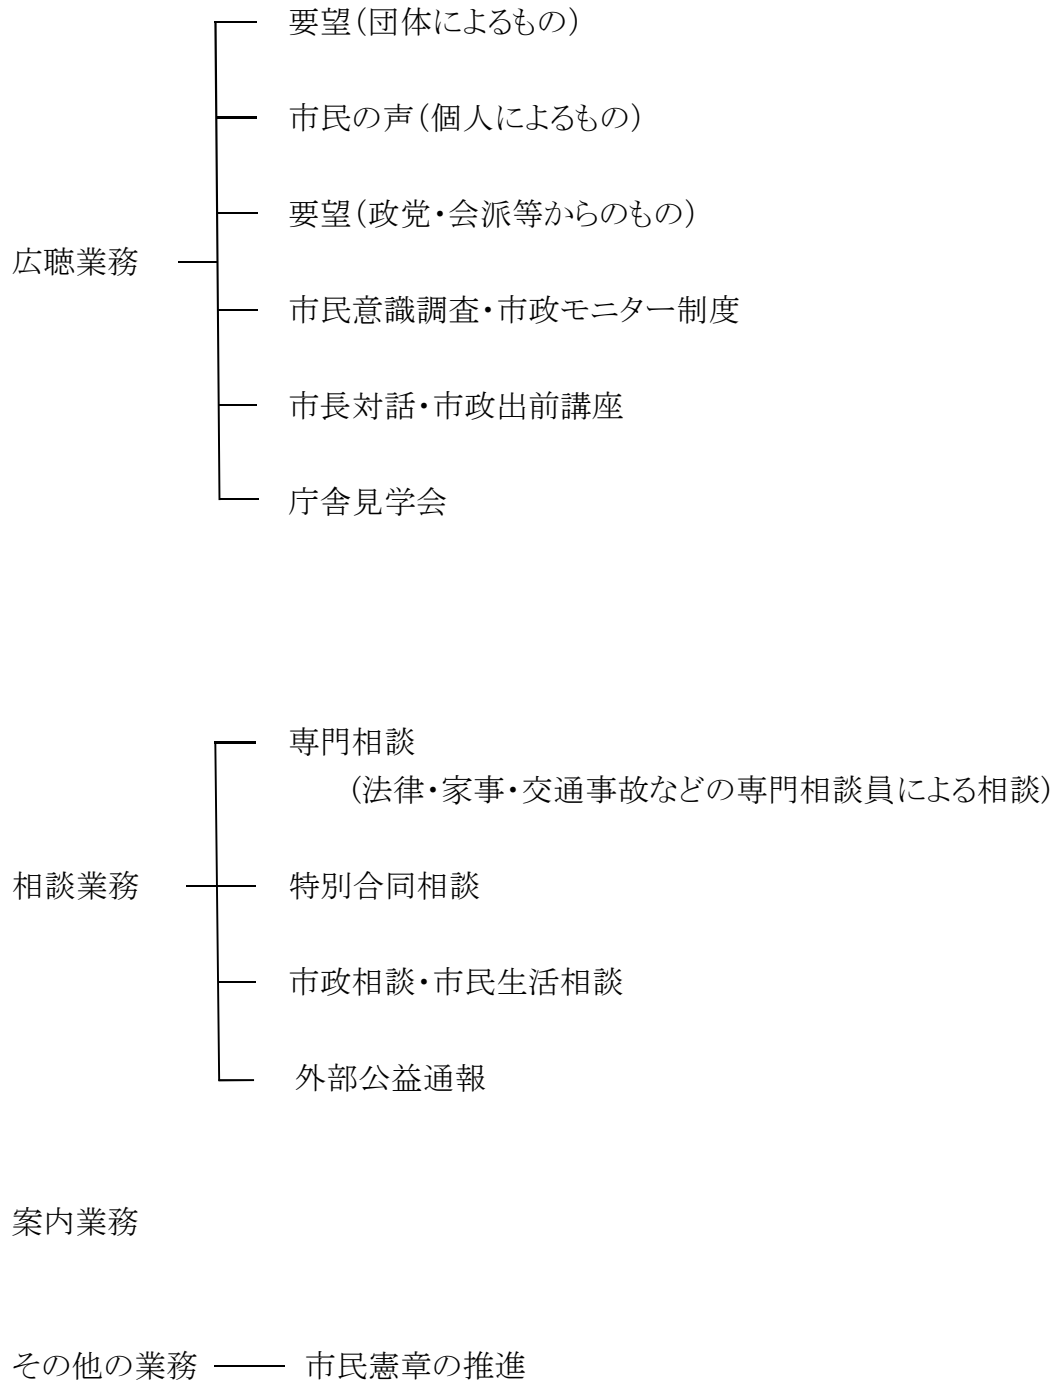 要望（団体によるもの）
市民の声（個人によるもの）
要望（政党・会派等からのもの）
広聴業務
市民意識調査・市政モニター制度
市長対話・市政出前講座
庁舎見学会
専門相談
（法律・家事・交通事故などの専門相談員による相談）
相談業務 特別合同相談
市政相談・市民生活相談
外部公益通報
案内業務
その他の業務 市民憲章の推進